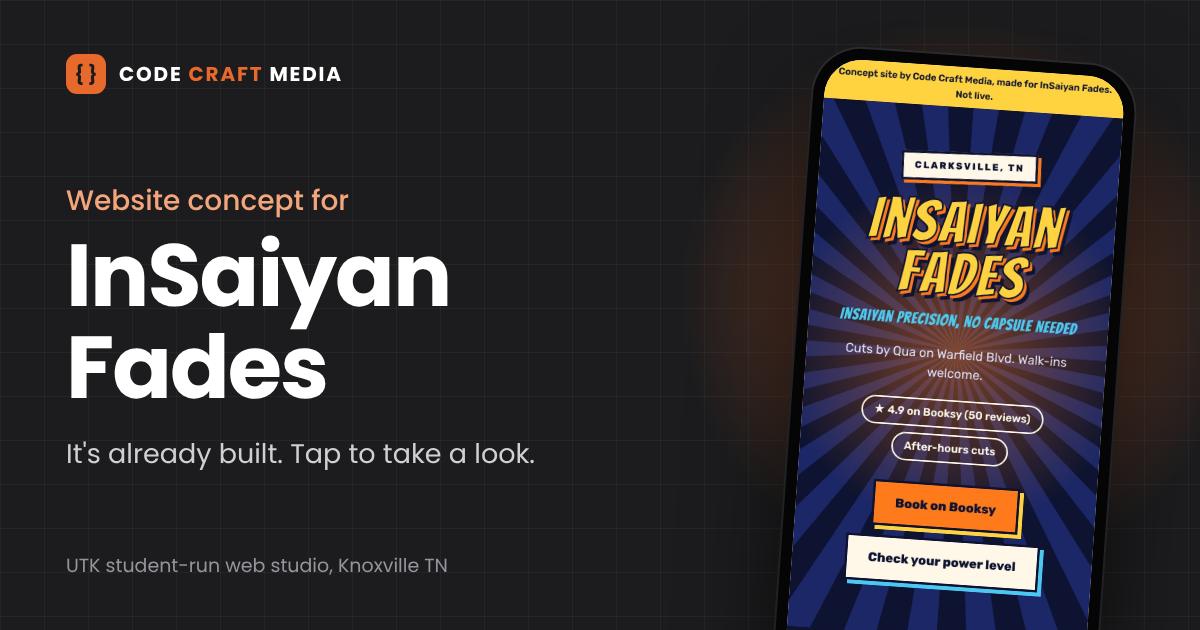 { }
CODE CRAFT MEDIA
Website concept for
InSaiyan
Fades
It's already built. Tap to take a look.
UTK student-run web studio, Knoxville TN
Concept site by Code Craft Media, made for InSaiyan Fades.
Not live.
CLARKSVILLE, TN
INSAIYAN
FADES
INSAIYAN PRECISION, NO CAPSULE NEEDED
Cuts by Qua on Warfield Blvd. Walk-ins
welcome.
★ 4.9 on Booksy (50 reviews)
After-hours cuts
Book on Booksy
Check your power level